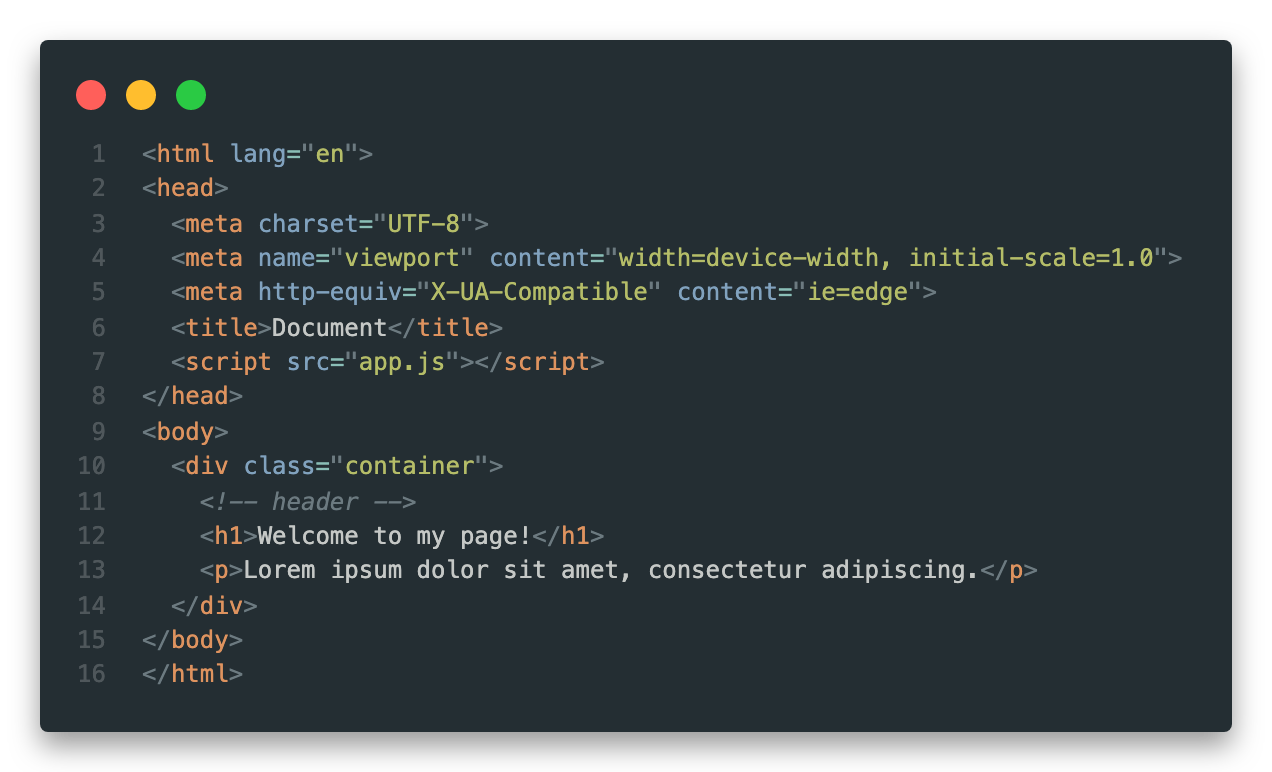 1 <html lang="en">
2 <head>
3   <meta charset="UTF-8">
4   <meta name="viewport" content="width=device-width, initial-scale=1.0">
5   <meta http-equiv="X-UA-Compatible" content="ie=edge">
6   <title>Document</title>
7   <script src="app.js"></script>
8 </head>
9 <body>
10   <div class="container">
11     <!-- header -->
12     <h1>Welcome to my page!</h1>
13     <p>Lorem ipsum dolor sit amet, consectetur adipiscing.</p>
14   </div>
15 </body>
16 </html>